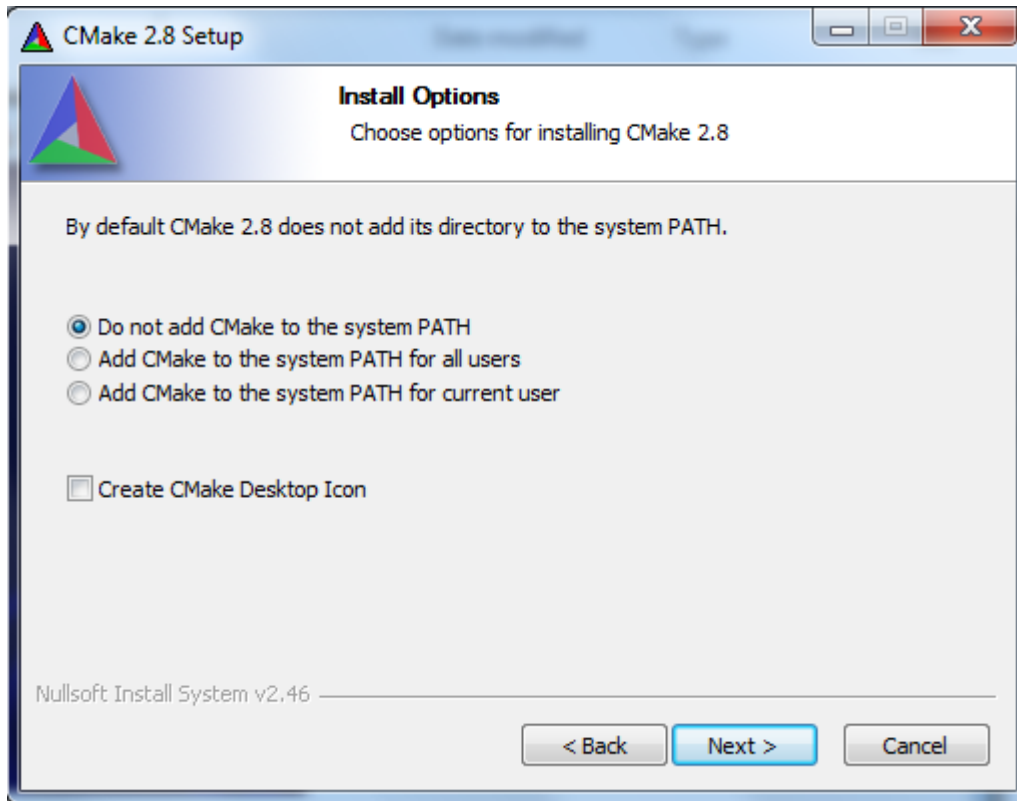 CMake 2.8 Setup
Date modified Type
Install Options
Choose options for installing CMake 2.8
By default CMake 2.8 does not add its directory to the system PATH.
Do not add CMake to the system PATH
Add CMake to the system PATH for all users
Add CMake to the system PATH for current user
Create CMake Desktop Icon
Nullsoft Install System v2.46
< Back
Next >
Cancel